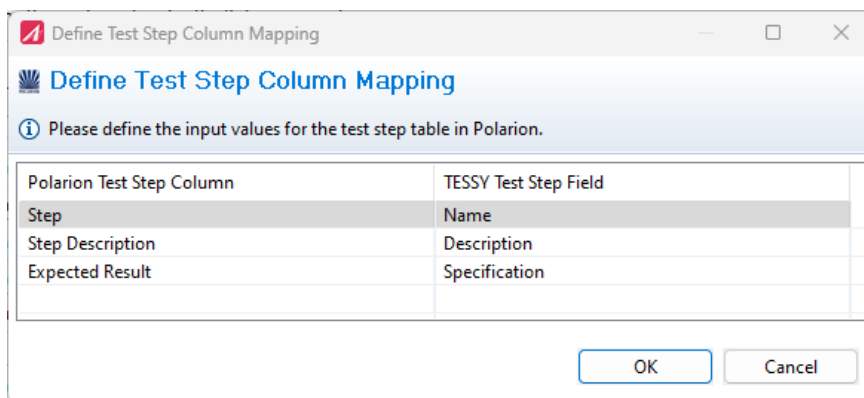 Define Test Step Column Mapping
Define Test Step Column Mapping
Please define the input values for the test step table in Polarion.
Polarion Test Step Column TESSY Test Step Field
Step Name
Step Description Description
Expected Result Specification
OK Cancel